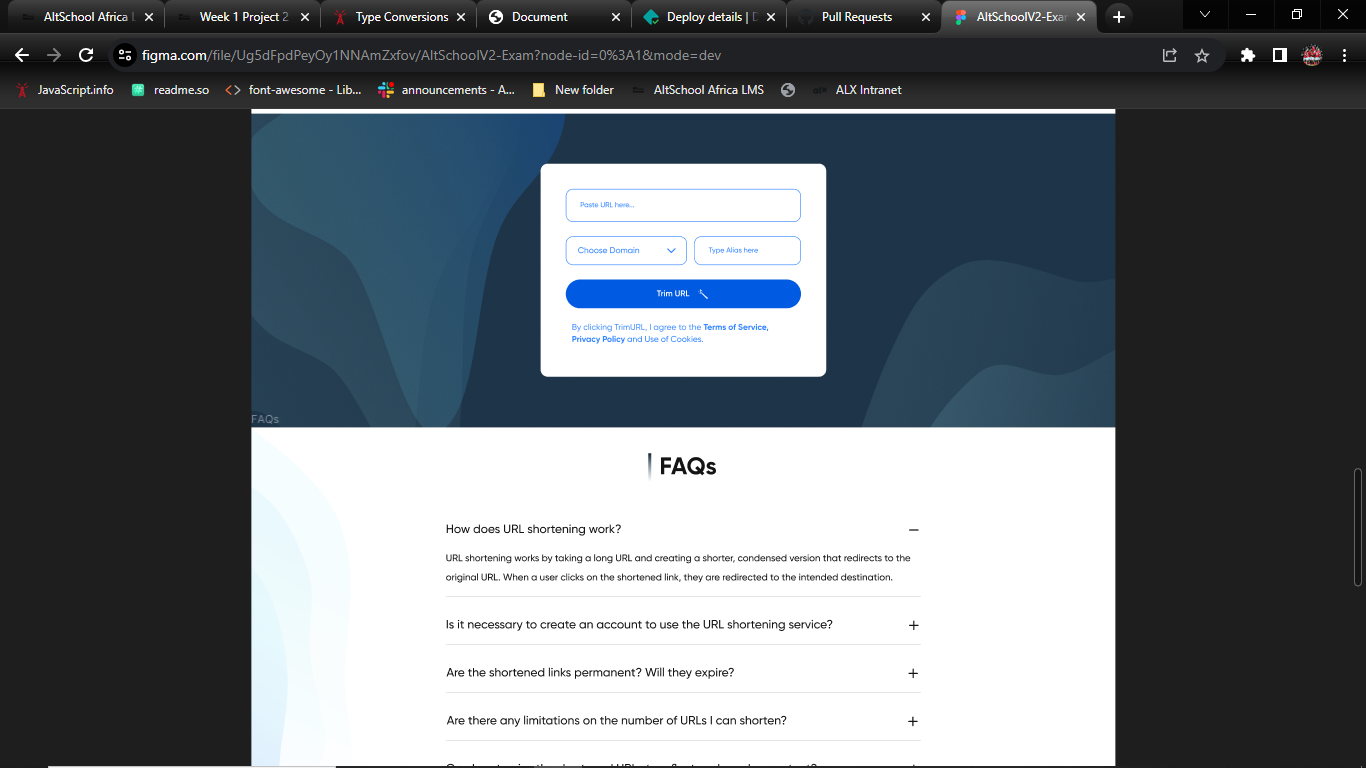 AltSchool Africa L
Week 1 Project 2
Type Conversions
Document
Deploy details | D
Pull Requests
AltSchoolV2-Exam
figma.com/file/Ug5dFpdPeyOy1NNAmZxfov/AltSchoolV2-Exam?node-id=0%3A1&mode=dev
JavaScript.info
readme.so
font-awesome - Lib...
announcements - A...
New folder
AltSchool Africa LMS
ALX Intranet
Paste URL here...
Choose Domain
Type Alias here
Trim URL
By clicking TrimURL, I agree to the Terms of Service,
Privacy Policy and Use of Cookies.
FAQs
FAQs
How does URL shortening work?
URL shortening works by taking a long URL and creating a shorter, condensed version that redirects to the
original URL. When a user clicks on the shortened link, they are redirected to the intended destination.
Is it necessary to create an account to use the URL shortening service?
Are the shortened links permanent? Will they expire?
Are there any limitations on the number of URLs I can shorten?